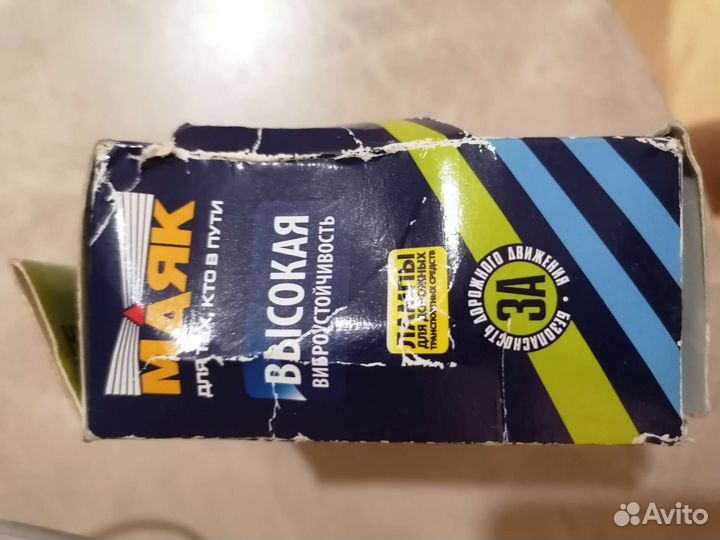 МАЯК
ДЛЯ ТЕХ, КТО В ПУТИ
ВЫСОКАЯ
ВИБРОУСТОЙЧИВОСТЬ
ЛАМПЫ
ДЛЯ ДОРОЖНЫХ
ТРАНСПОРТНЫХ СРЕДСТВ
ЗА
БЕЗОПАСНОСТЬ ДОРОЖНОГО ДВИЖЕНИЯ •
Avito